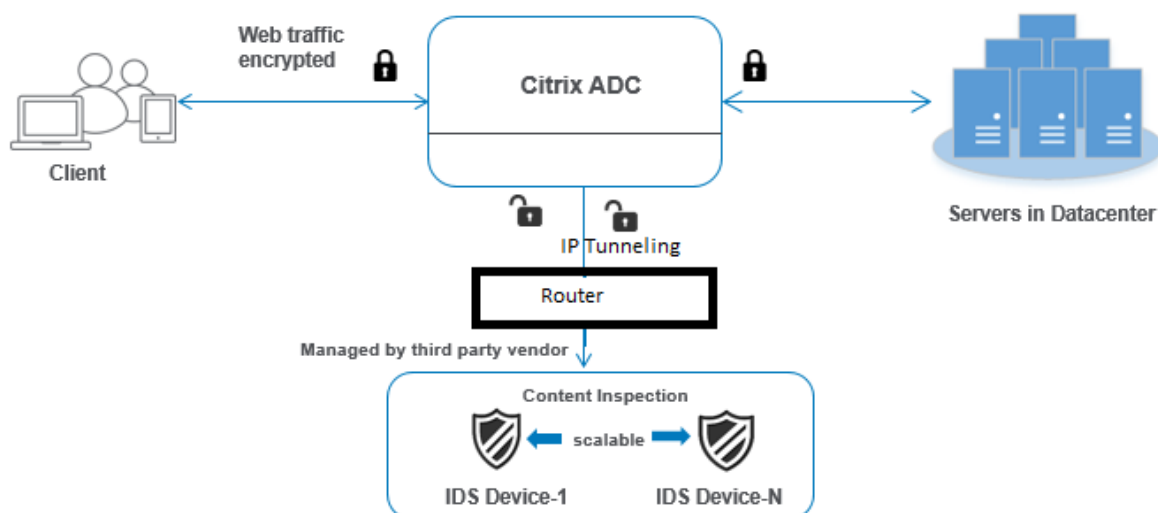 Web traffic
encrypted
Citrix ADC
Client
Servers in Datacenter
IP Tunneling
Router
Managed by third party vendor
Content Inspection
scalable
IDS Device-1
IDS Device-N